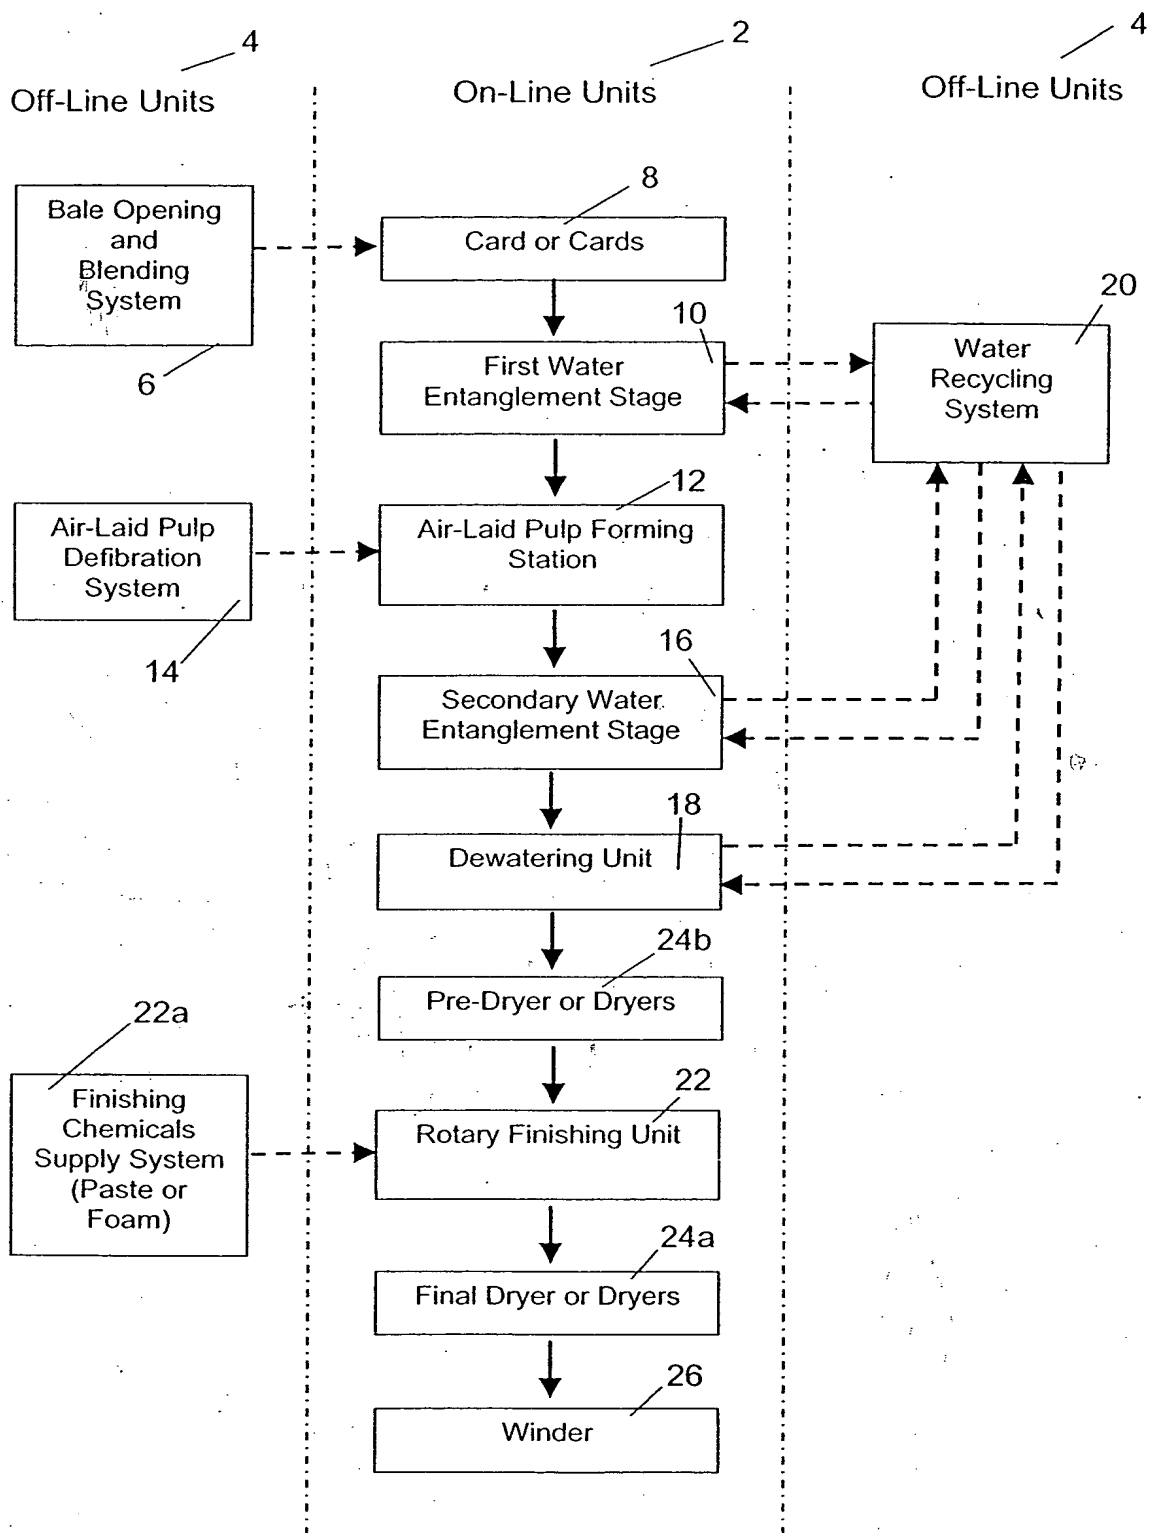 4
2
4
Off-Line Units
On-Line Units
Off-Line Units
8
Bale Opening
and
Blending
System
6
Card or Cards
10
First Water
Entanglement Stage
20
Water
Recycling
System
12
Air-Laid Pulp
Defibration
System
14
Air-Laid Pulp Forming
Station
16
Secondary Water
Entanglement Stage
18
Dewatering Unit
24b
Pre-Dryer or Dryers
22a
Finishing
Chemicals
Supply System
(Paste or
Foam)
22
Rotary Finishing Unit
24a
Final Dryer or Dryers
26
Winder